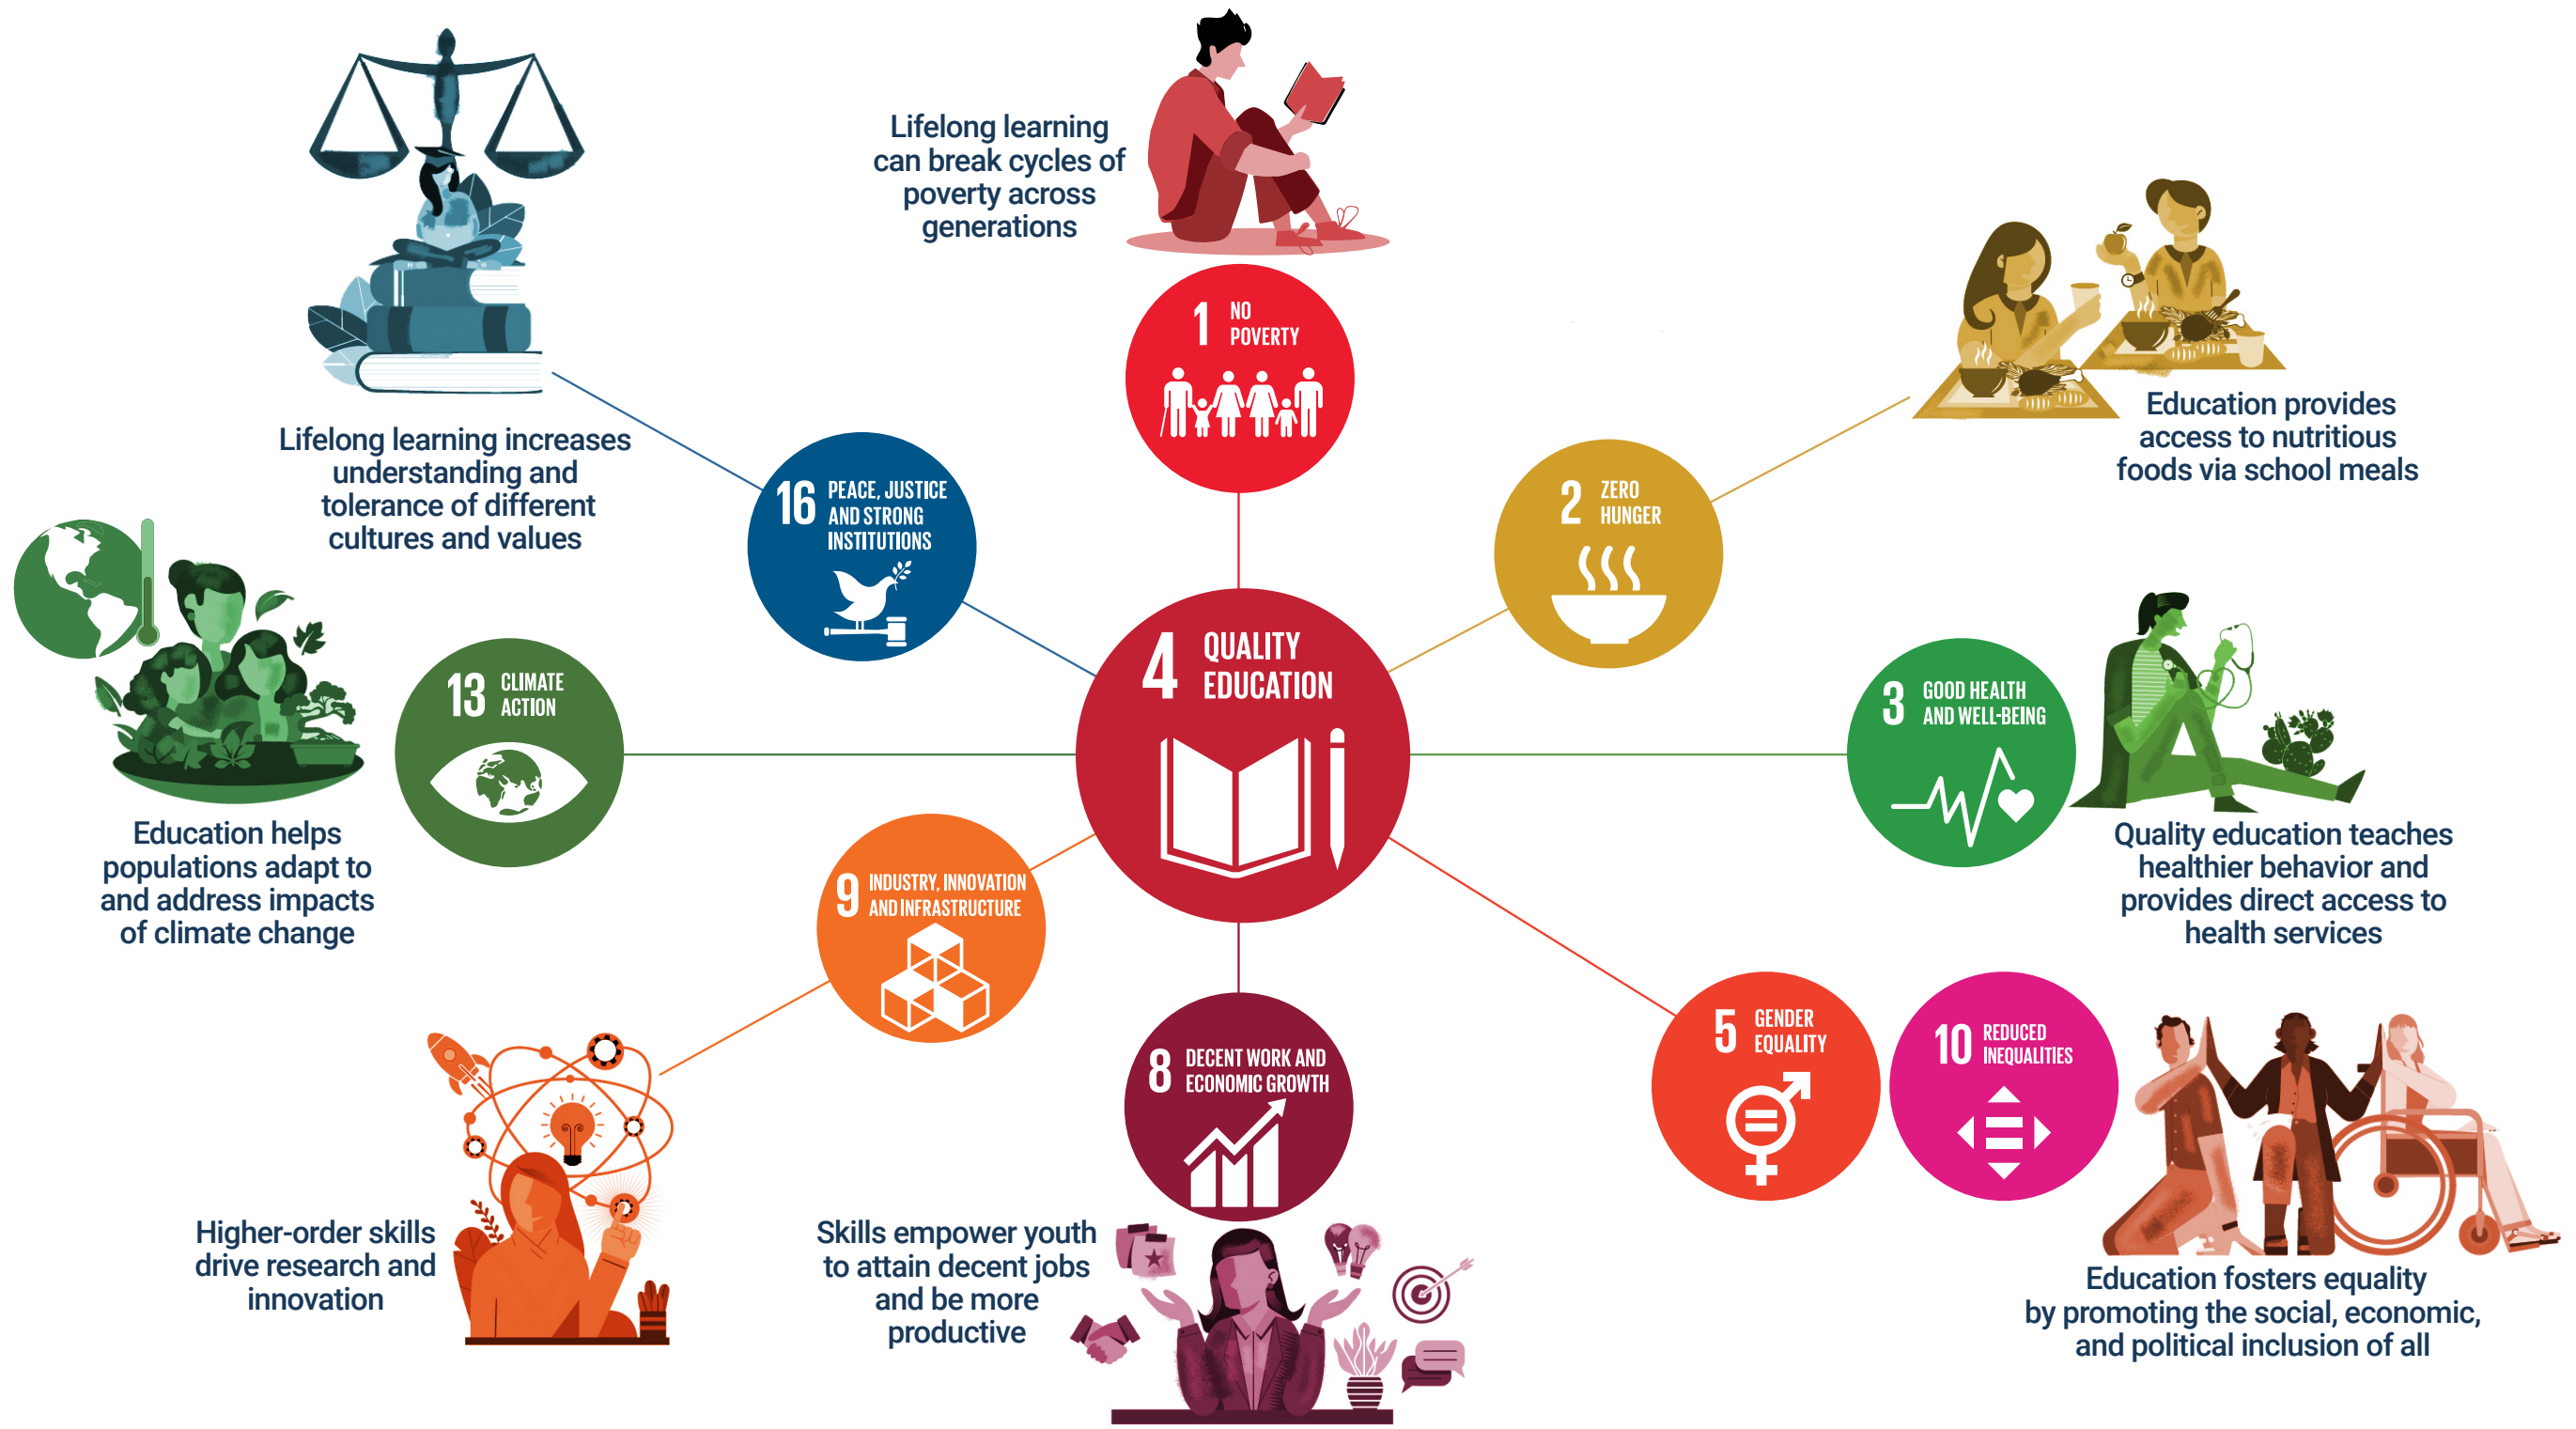 Lifelong learning
can break cycles of
poverty across
generations
1 NO
POVERTY
Education provides
access to nutritious
foods via school meals
2 ZERO
HUNGER
Lifelong learning increases
understanding and
tolerance of different
cultures and values
16 PEACE, JUSTICE
AND STRONG
INSTITUTIONS
4 QUALITY
EDUCATION
13 CLIMATE
ACTION
Education helps
populations adapt to
and address impacts
of climate change
3 GOOD HEALTH
AND WELL-BEING
Quality education teaches
healthier behavior and
provides direct access to
health services
9 INDUSTRY, INNOVATION
AND INFRASTRUCTURE
Higher-order skills
drive research and
innovation
8 DECENT WORK AND
ECONOMIC GROWTH
Skills empower youth
to attain decent jobs
and be more
productive
5 GENDER
EQUALITY
10 REDUCED
INEQUALITIES
Education fosters equality
by promoting the social, economic,
and political inclusion of all